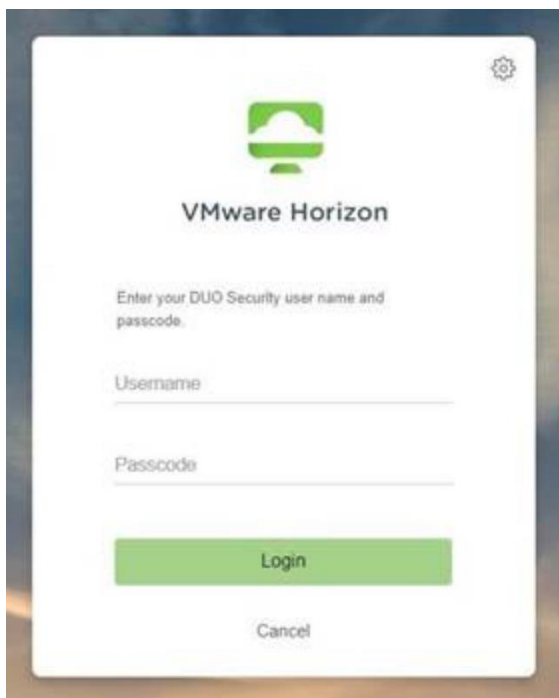 VMware Horizon
Enter your DUO Security user name and
passcode.
Username
Passcode
Login
Cancel